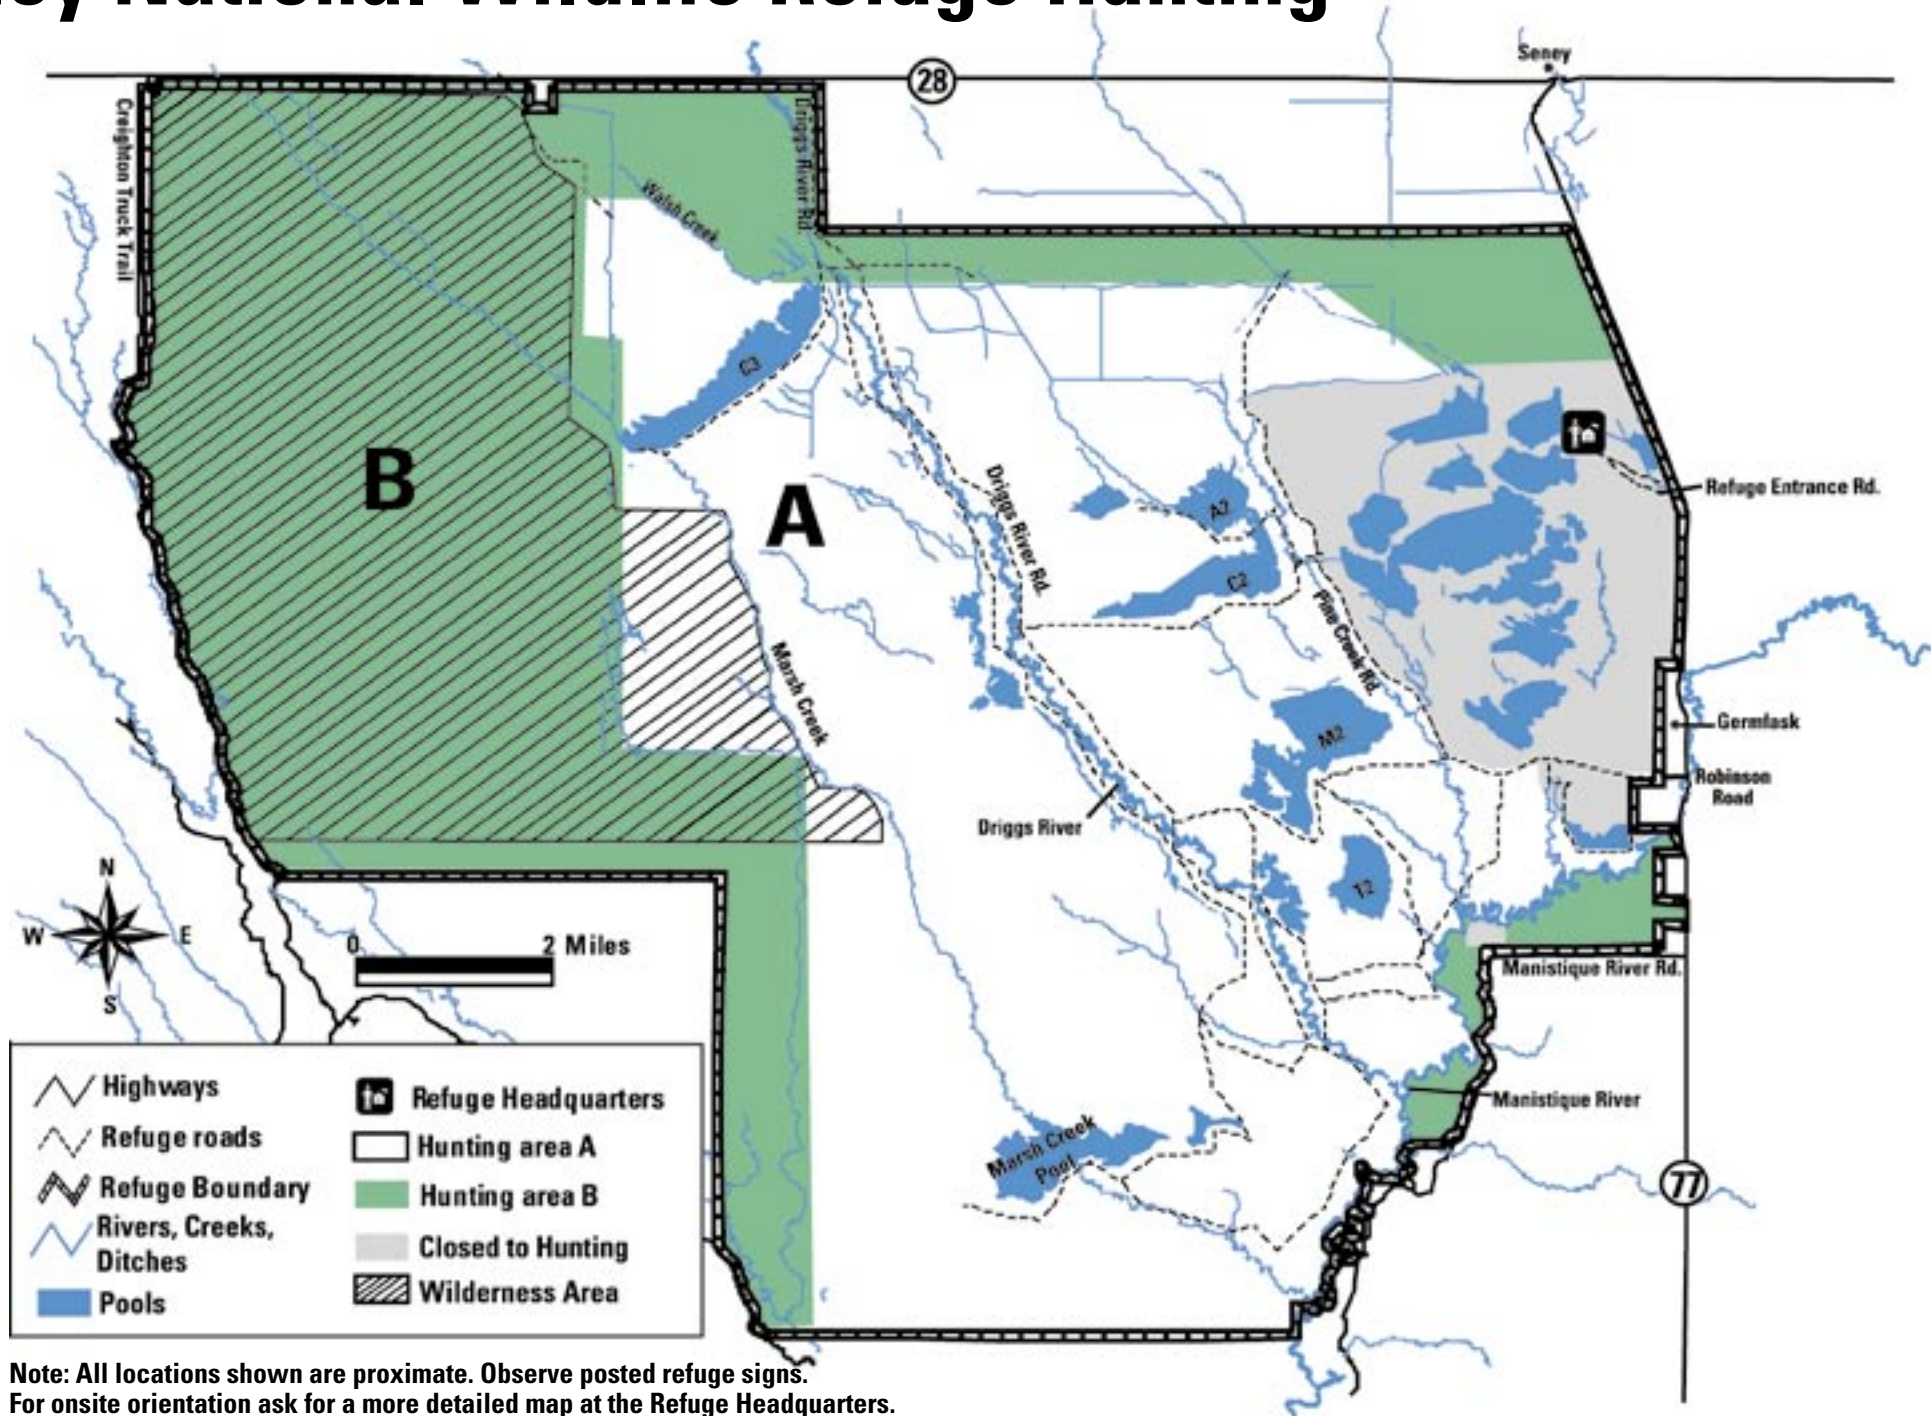 National Wildlife Refuge Hunting
Seney
28
Creighton Truck Trail
Driggs River Rd.
Walsh Creek
C3
B
A
Refuge Entrance Rd.
Driggs River Rd.
A2
C2
Pine Creek Rd.
Marsh Creek
M2
Germfask
Robinson
Road
Driggs River
T2
N
W E
S
0 2 Miles
Manistique River Rd.
Manistique River
Marsh Creek
Pool
77
Highways
Refuge roads
Refuge Boundary
Rivers, Creeks,
Ditches
Pools
Refuge Headquarters
Hunting area A
Hunting area B
Closed to Hunting
Wilderness Area
Note: All locations shown are proximate. Observe posted refuge signs.
For onsite orientation ask for a more detailed map at the Refuge Headquarters.